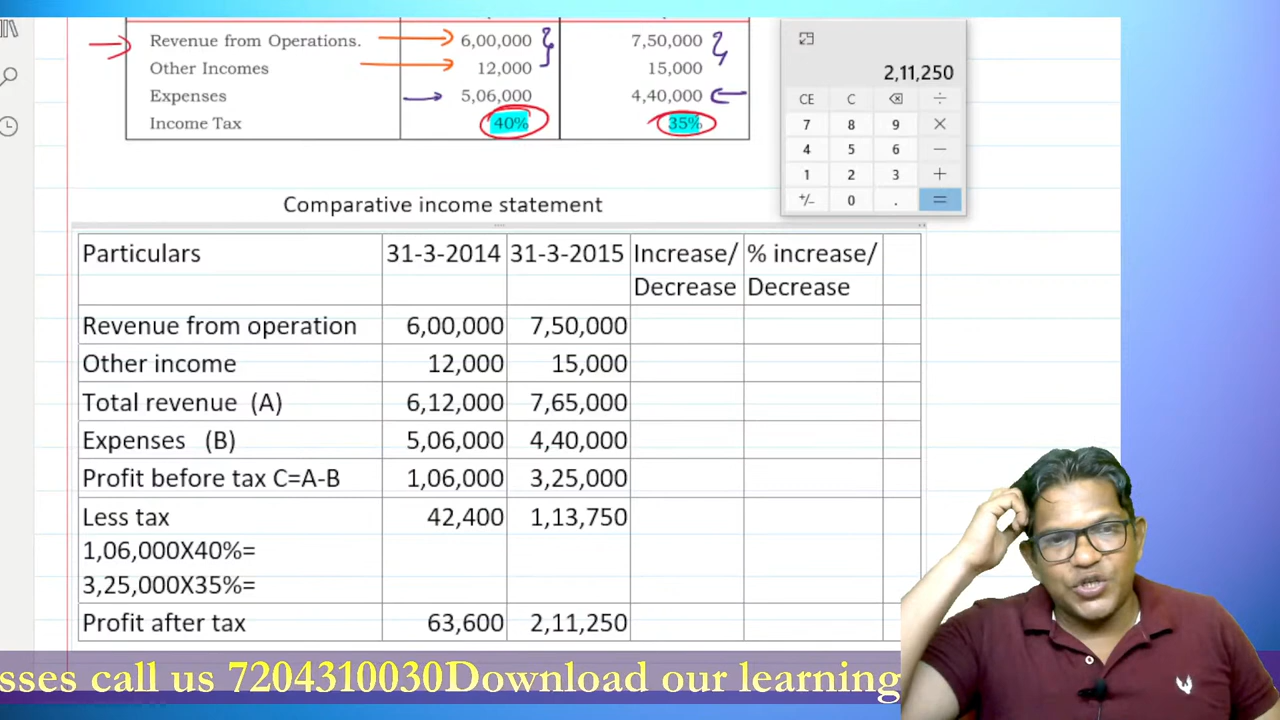 Revenue from Operations. 6,00,000 7,50,000
Other Incomes 12,000 15,000
Expenses 5,06,000 4,40,000
Income Tax 40% 35%
2,11,250
CE C ⌫ ÷
7 8 9 ×
4 5 6 −
1 2 3 +
+/− 0 . =
Comparative income statement
Particulars 31-3-2014 31-3-2015 Increase/ % increase/
Decrease Decrease
Revenue from operation 6,00,000 7,50,000
Other income 12,000 15,000
Total revenue (A) 6,12,000 7,65,000
Expenses (B) 5,06,000 4,40,000
Profit before tax C=A-B 1,06,000 3,25,000
Less tax 42,400 1,13,750
1,06,000X40%=
3,25,000X35%=
Profit after tax 63,600 2,11,250
sses call us 7204310030Download our learning